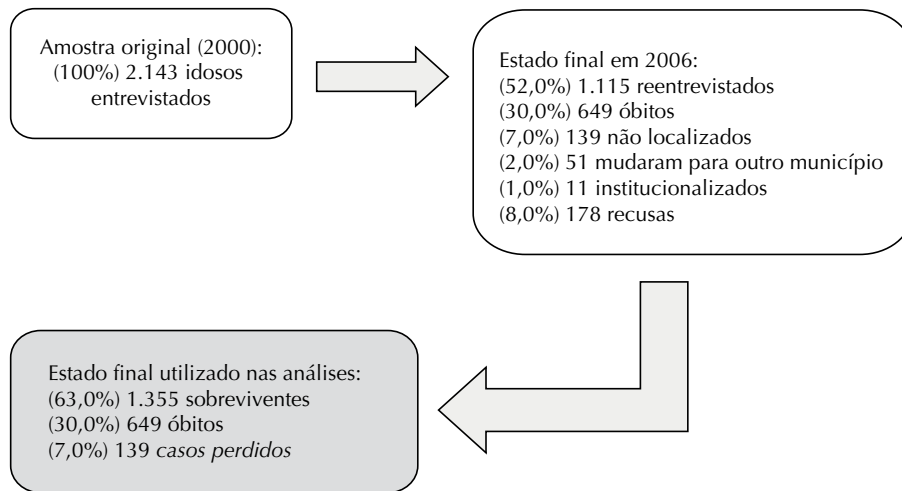 Amostra original (2000):
(100%) 2.143 idosos
entrevistados
Estado final em 2006:
(52,0%) 1.115 reentrevistados
(30,0%) 649 óbitos
(7,0%) 139 não localizados
(2,0%) 51 mudaram para outro município
(1,0%) 11 institucionalizados
(8,0%) 178 recusas
Estado final utilizado nas análises:
(63,0%) 1.355 sobreviventes
(30,0%) 649 óbitos
(7,0%) 139 casos perdidos